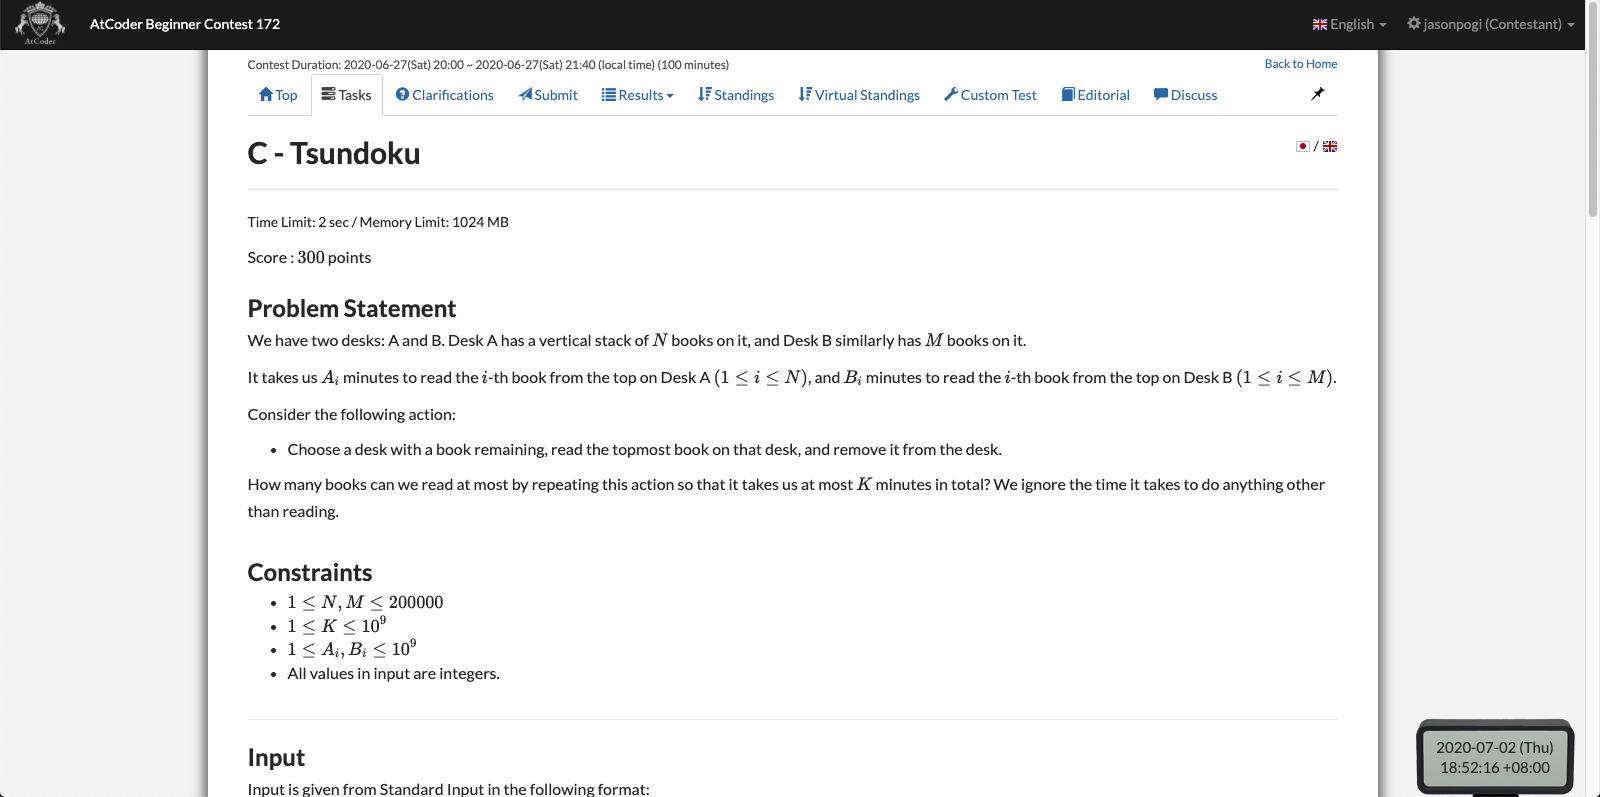 AtCoder
AtCoder Beginner Contest 172
English
jasonpogi (Contestant)
Contest Duration: 2020-06-27(Sat) 20:00 ~ 2020-06-27(Sat) 21:40 (local time) (100 minutes)
Back to Home
Top Tasks Clarifications Submit Results Standings Virtual Standings Custom Test Editorial Discuss
C - Tsundoku
/
Time Limit: 2 sec / Memory Limit: 1024 MB
Score : 300 points
Problem Statement
We have two desks: A and B. Desk A has a vertical stack of N books on it, and Desk B similarly has M books on it.
It takes us A_i minutes to read the i-th book from the top on Desk A (1 ≤ i ≤ N), and B_i minutes to read the i-th book from the top on Desk B (1 ≤ i ≤ M).
Consider the following action:
• Choose a desk with a book remaining, read the topmost book on that desk, and remove it from the desk.
How many books can we read at most by repeating this action so that it takes us at most K minutes in total? We ignore the time it takes to do anything other
than reading.
Constraints
• 1 ≤ N, M ≤ 200000
• 1 ≤ K ≤ 10^9
• 1 ≤ A_i, B_i ≤ 10^9
• All values in input are integers.
Input
Input is given from Standard Input in the following format:
2020-07-02 (Thu)
18:52:16 +08:00